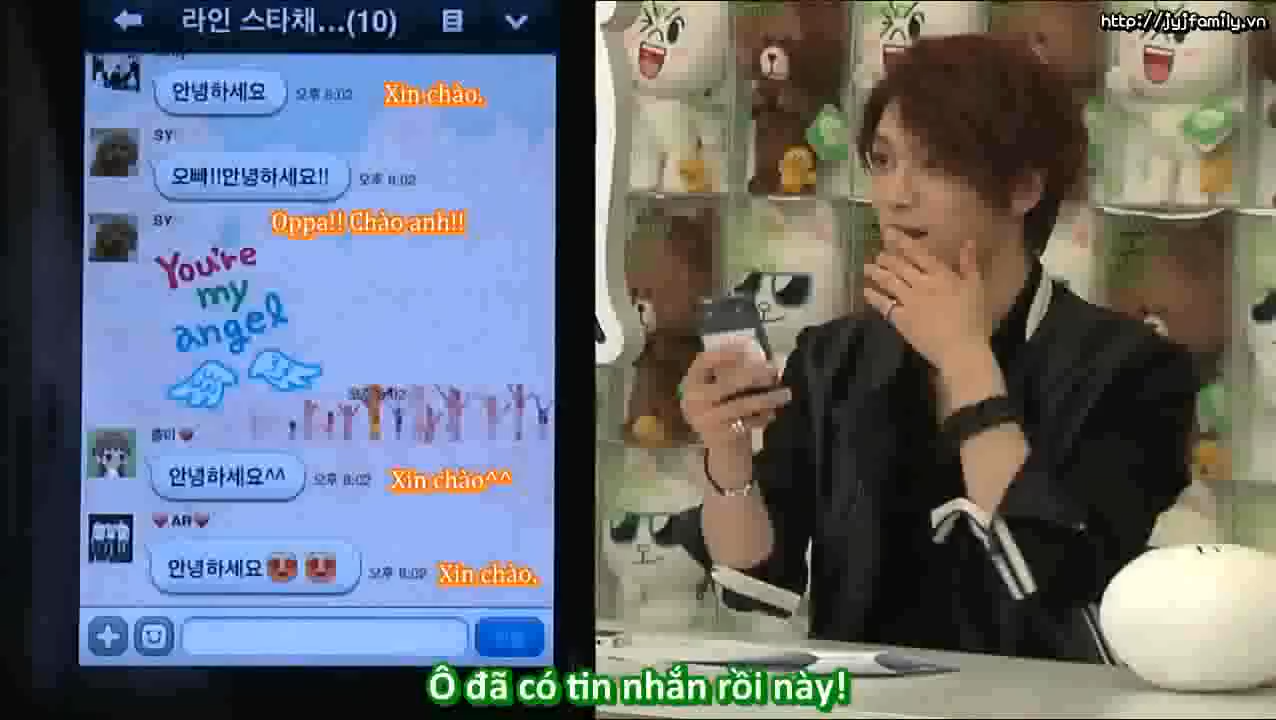 라인 스타채...(10)
http://jyjfamily.vn
안녕하세요
오후 8:02
Xin chào.
SY
오빠!!안녕하세요!!
오후 8:02
SY
Oppa!! Chào anh!!
You're
my
angel
안녕하세요^^
오후 8:02
Xin chào^^
AR
안녕하세요
오후 8:02
Xin chào.
Ô đã có tin nhắn rồi này!